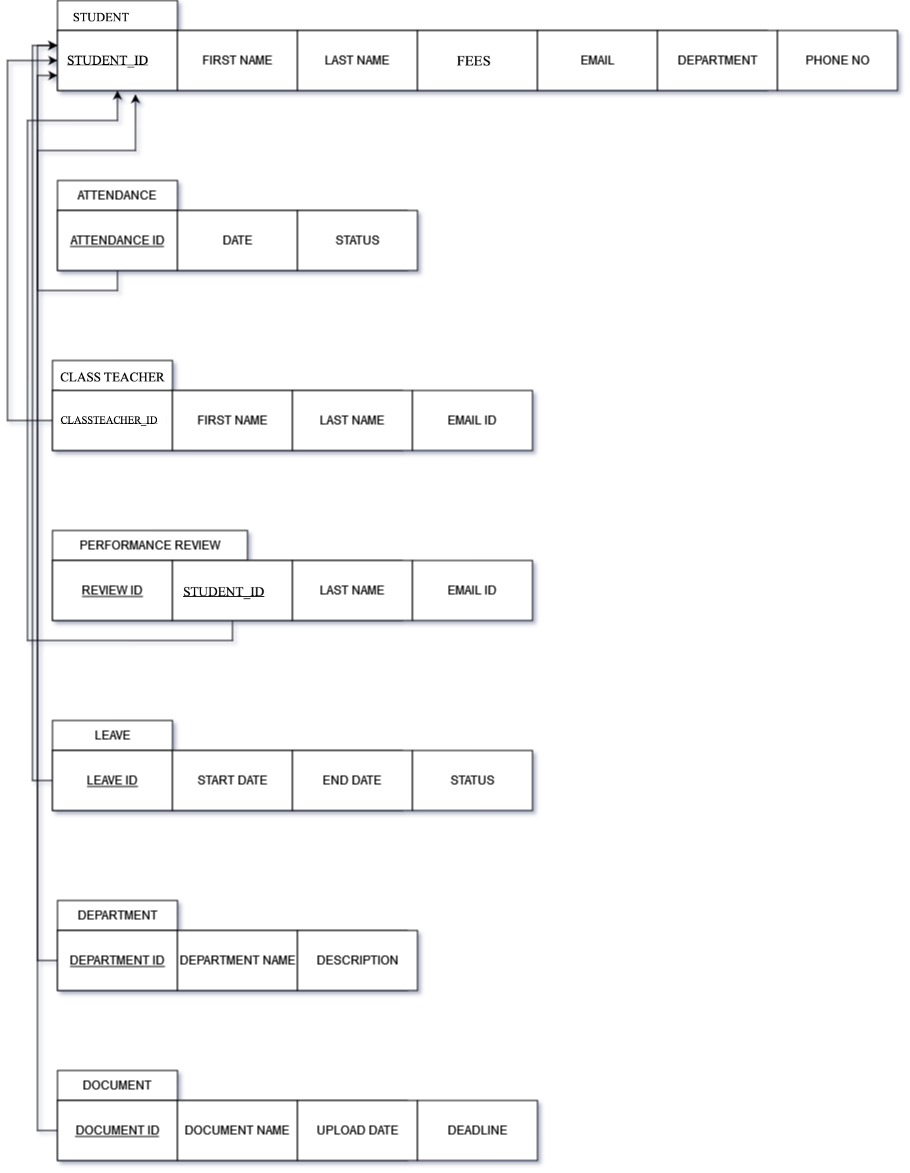 STUDENT
STUDENT_ID FIRST NAME LAST NAME FEES EMAIL DEPARTMENT PHONE NO
ATTENDANCE
ATTENDANCE ID DATE STATUS
CLASS TEACHER
CLASSTEACHER_ID FIRST NAME LAST NAME EMAIL ID
PERFORMANCE REVIEW
REVIEW ID STUDENT_ID LAST NAME EMAIL ID
LEAVE
LEAVE ID START DATE END DATE STATUS
DEPARTMENT
DEPARTMENT ID DEPARTMENT NAME DESCRIPTION
DOCUMENT
DOCUMENT ID DOCUMENT NAME UPLOAD DATE DEADLINE